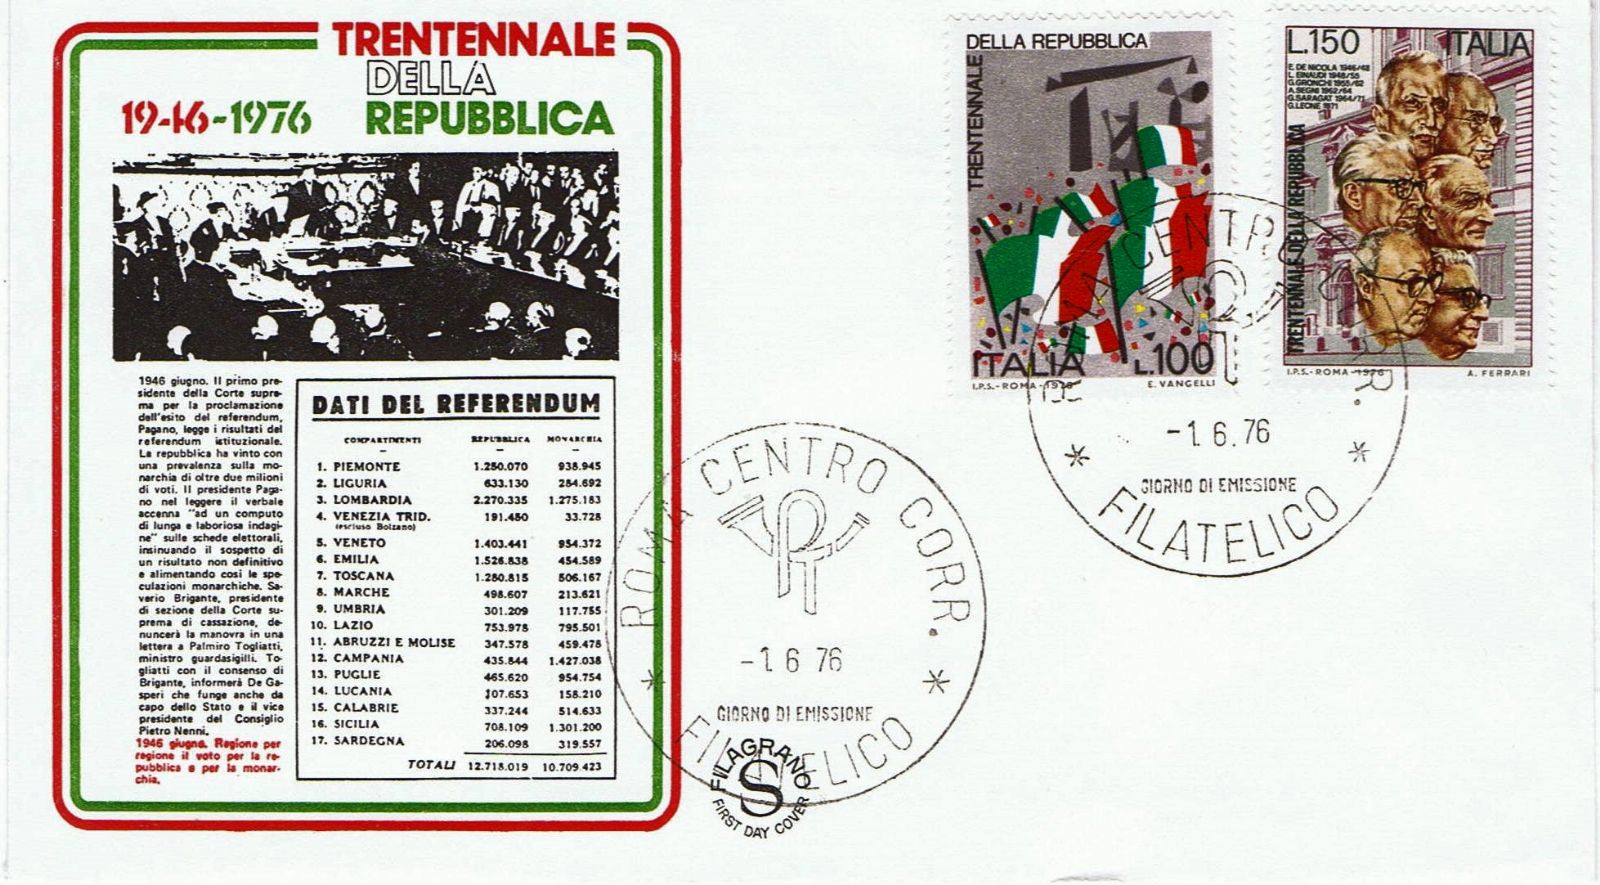 TRENTENNALE
DELLA
REPUBBLICA
1946-1976
1946 giugno. Il primo pre-
sidente della Corte supre-
ma per la proclamazione
dell'esito del referendum,
Pagano, legge i risultati del
referendum istituzionale.
La repubblica ha vinto con
una prevalenza sulla mo-
narchia di oltre due milioni
di voti. Il presidente Paga-
no nel leggere il verbale
accenna "ad un computo
di lunga e laboriosa indagi-
ne" sulle schede elettorali,
insinuando il sospetto di
un risultato non definitivo
e alimentando così le spe-
culazioni monarchiche. Sa-
verio Brigante, presidente
di sezione della Corte su-
prema di cassazione, de-
nuncerà la manovra in una
lettera a Palmiro Togliatti,
ministro guardasigilli. To-
gliatti con il consenso di
Brigante, informerà De Ga-
speri che funge anche da
capo dello Stato e il vice
presidente del Consiglio
Pietro Nenni.
1946 giugno. Regione per
regione il voto per la re-
pubblica e per la monar-
chia.
DATI DEL REFERENDUM
COMPARTIMENTI REPUBBLICA MONARCHIA
1. PIEMONTE 1.250.070 938.945
2. LIGURIA 633.130 284.692
3. LOMBARDIA 2.270.335 1.275.183
4. VENEZIA TRID. 191.450 33.728
(escluso Bolzano)
5. VENETO 1.403.441 954.372
6. EMILIA 1.526.838 454.589
7. TOSCANA 1.280.815 506.167
8. MARCHE 498.607 213.621
9. UMBRIA 301.209 117.755
10. LAZIO 753.978 795.501
11. ABRUZZI E MOLISE 347.578 459.478
12. CAMPANIA 435.844 1.427.038
13. PUGLIE 465.620 954.754
14. LUCANIA 107.653 158.210
15. CALABRIE 337.244 514.633
16. SICILIA 708.109 1.301.200
17. SARDEGNA 206.098 319.557
TOTALI 12.718.019 10.709.423
DELLA REPUBBLICA
TRENTENNALE
ITALIA L.100
I.P.S.-ROMA-1976 E. VANGELLI
L.150 ITALIA
E. DE NICOLA 1946/48
L. EINAUDI 1948/55
G. GRONCHI 1955/62
A. SEGNI 1962/64
G. SARAGAT 1964/71
G. LEONE 1971
TRENTENNALE DELLA REPUBBLICA
I.P.S.-ROMA-1976 A. FERRARI
ROMA CENTRO CORR.
-1.6.76
GIORNO DI EMISSIONE
FILATELICO
ROMA CENTRO CORR.
PT
-1.6 76
GIORNO DI EMISSIONE
FILATELICO
FILAGRANO
S
FIRST DAY COVER